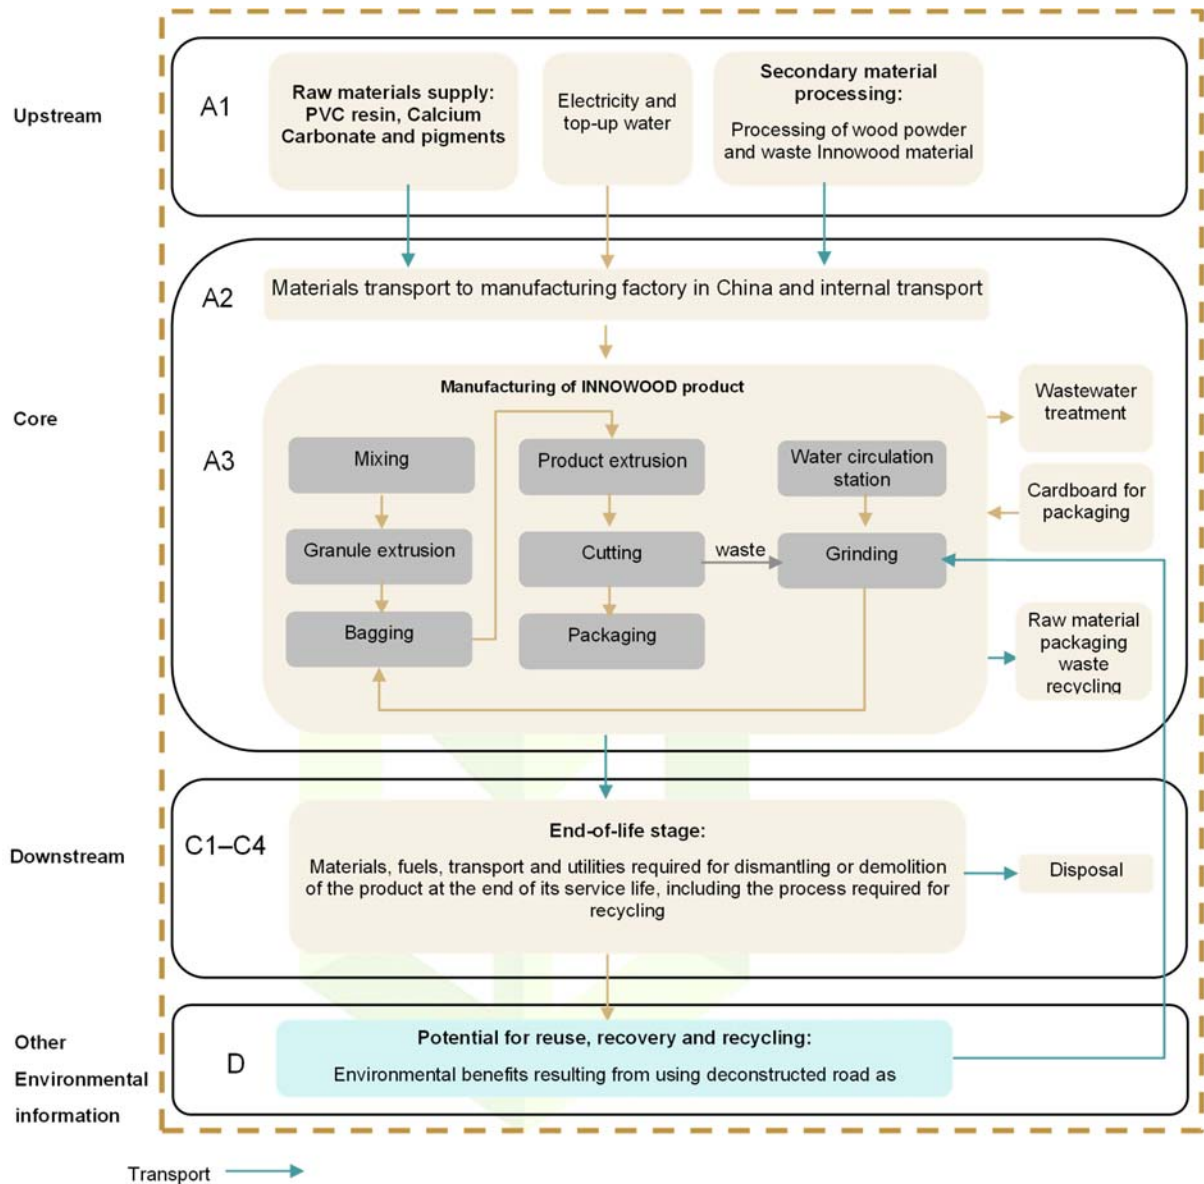 Upstream
A1
Raw materials supply:
PVC resin, Calcium
Carbonate and pigments
Electricity and
top-up water
Secondary material
processing:
Processing of wood powder
and waste Innowood material
Core
A2
Materials transport to manufacturing factory in China and internal transport
A3
Manufacturing of INNOWOOD product
Mixing
Granule extrusion
Bagging
Product extrusion
Cutting
Packaging
waste
Water circulation
station
Grinding
Wastewater
treatment
Cardboard for
packaging
Raw material
packaging
waste
recycling
Downstream
C1–C4
End-of-life stage:
Materials, fuels, transport and utilities required for dismantling or demolition
of the product at the end of its service life, including the process required for
recycling
Disposal
Other
Environmental
information
D
Potential for reuse, recovery and recycling:
Environmental benefits resulting from using deconstructed road as
Transport